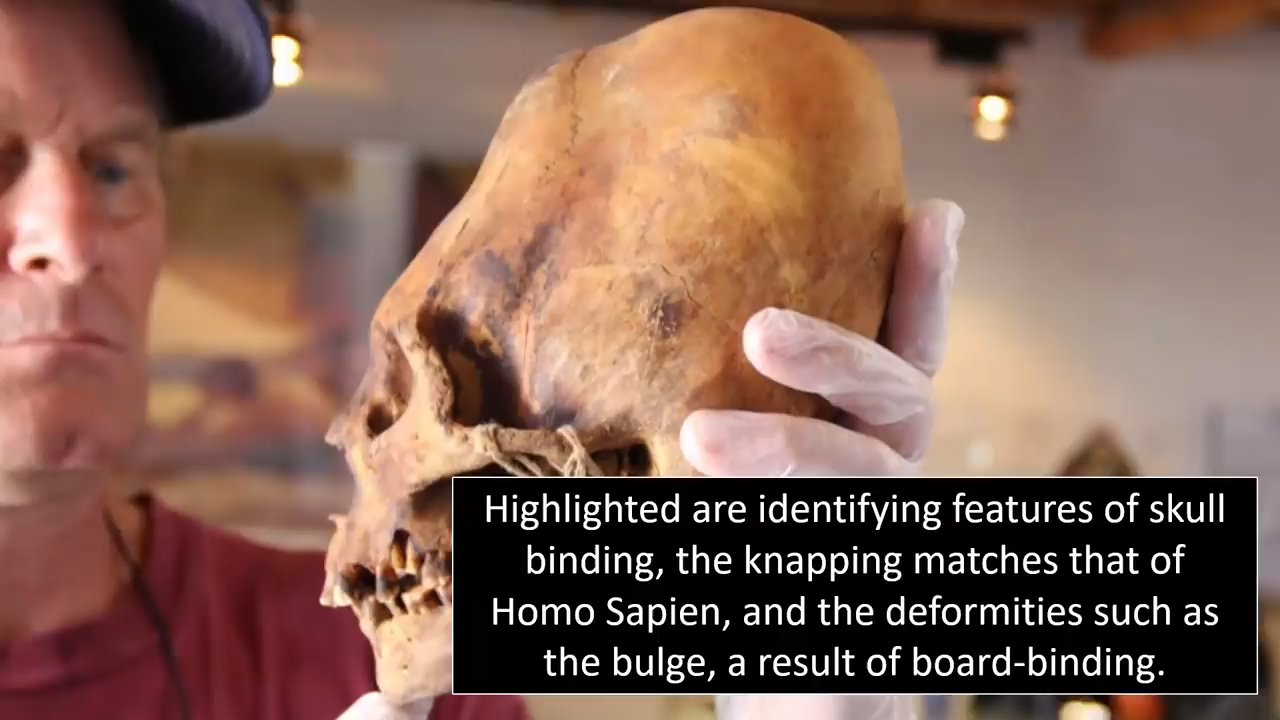 Highlighted are identifying features of skull
binding, the knapping matches that of
Homo Sapien, and the deformities such as
the bulge, a result of board-binding.